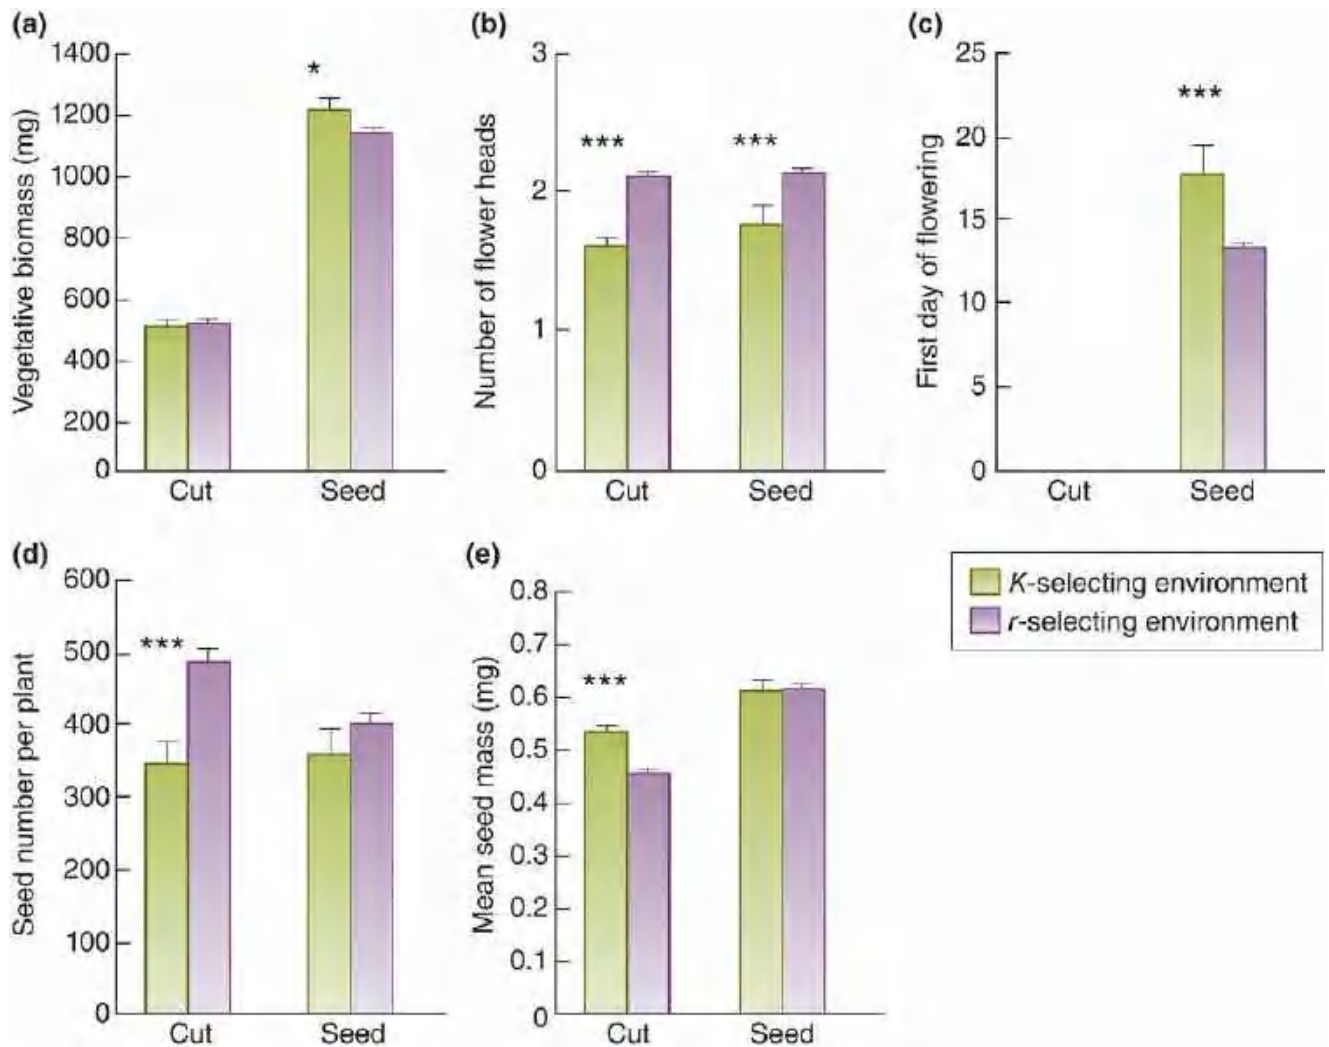 (a)
Vegetative biomass (mg)
1400
1200
1000
800
600
400
200
0
*
Cut Seed
(b)
Number of flower heads
3
2
1
0
*** ***
Cut Seed
(c)
First day of flowering
25
20
15
10
5
0
***
Cut Seed
(d)
Seed number per plant
600
500
400
300
200
100
0
***
Cut Seed
(e)
Mean seed mass (mg)
0.8
0.7
0.6
0.5
0.4
0.3
0.2
0.1
0
***
Cut Seed
K-selecting environment
r-selecting environment